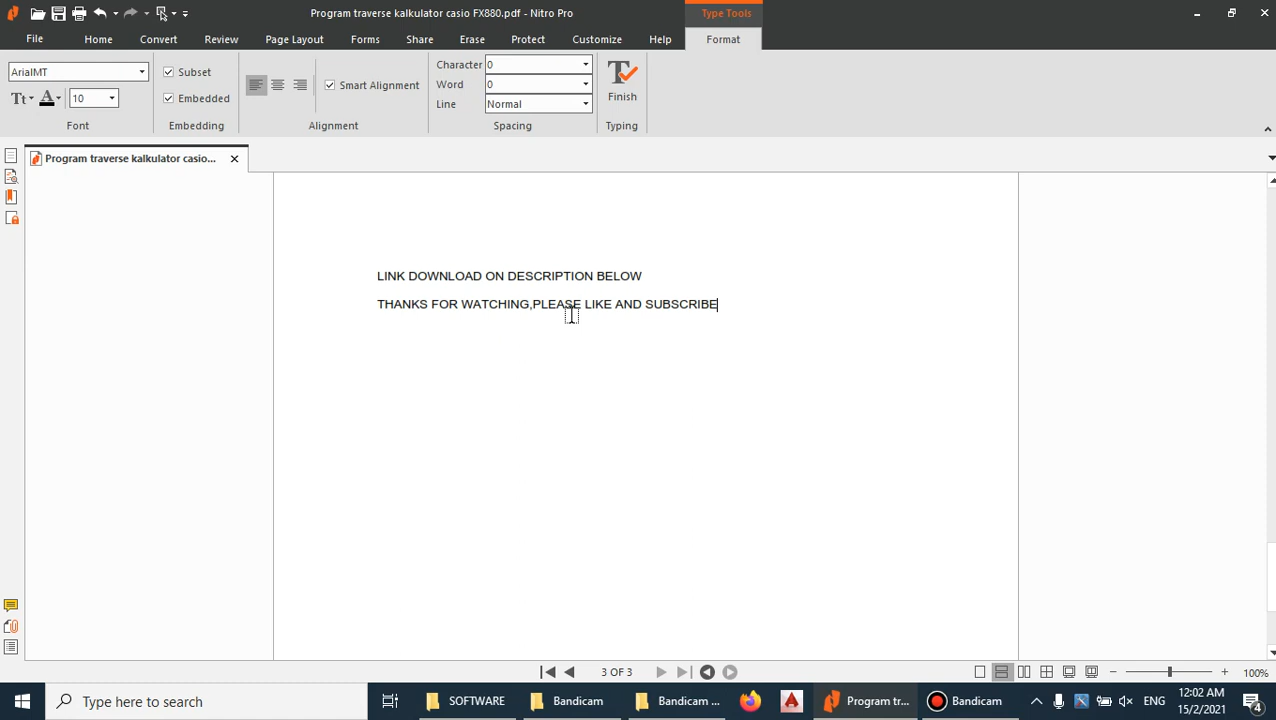 Program traverse kalkulator casio FX880.pdf - Nitro Pro
Type Tools
File Home Convert Review Page Layout Forms Share Erase Protect Customize Help Format
ArialMT
Subset
Character 0
Smart Alignment
Word 0
10
Embedded
Line Normal
Finish
Font Embedding Alignment Spacing Typing
Program traverse kalkulator casio...
LINK DOWNLOAD ON DESCRIPTION BELOW
THANKS FOR WATCHING,PLEASE LIKE AND SUBSCRIBE
3 OF 3
100%
Type here to search
SOFTWARE
Bandicam
Bandicam ...
Program tr...
Bandicam
ENG
12:02 AM
15/2/2021
4